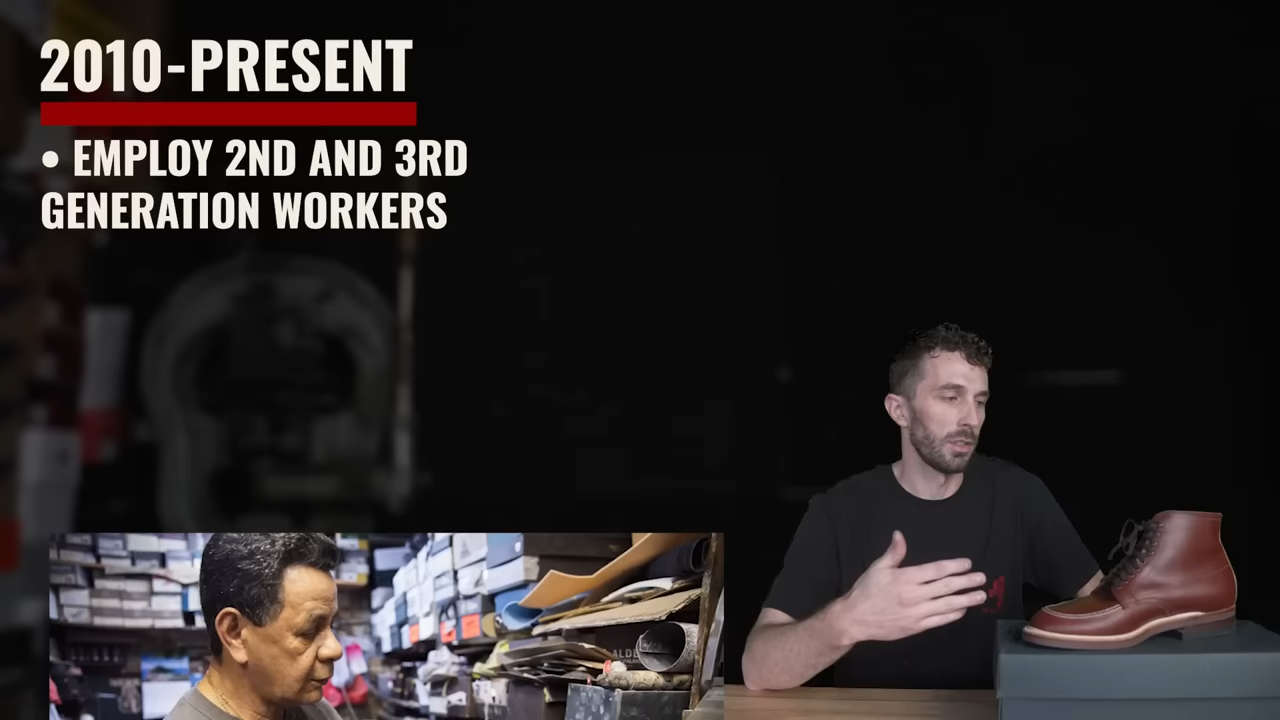 2010-PRESENT
• EMPLOY 2ND AND 3RD
GENERATION WORKERS